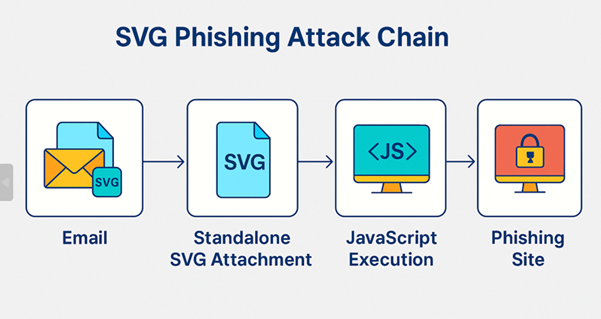 SVG Phishing Attack Chain
SVG
SVG
<JS>
Email
Standalone
SVG Attachment
JavaScript
Execution
Phishing
Site